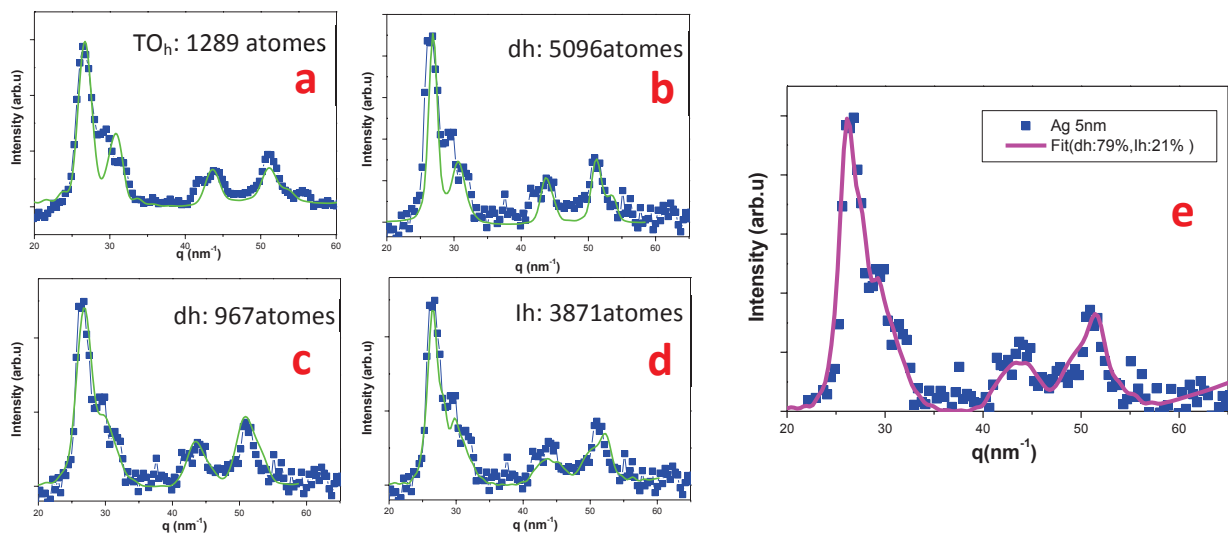 TOh: 1289 atomes
a
Intensity (arb.u)
20 30 40 50 60
q (nm-1)
dh: 5096atomes
b
Intensity (arb.u)
20 30 40 50 60
q (nm-1)
dh: 967atomes
c
Intensity (arb.u)
20 30 40 50 60
q (nm-1)
Ih: 3871atomes
d
Intensity (arb.u)
20 30 40 50 60
q (nm-1)
Ag 5nm
Fit(dh:79%,Ih:21% )
e
Intensity (arb.u)
20 30 40 50 60
q(nm-1)